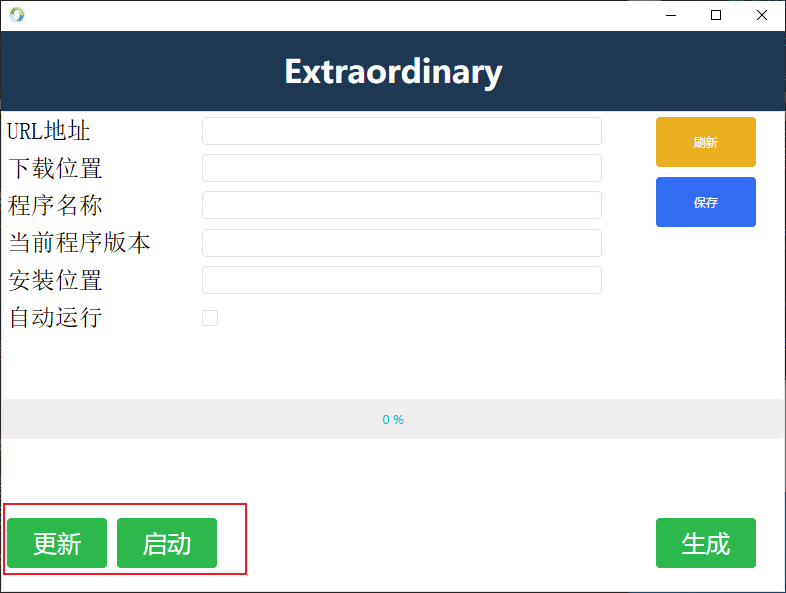 Extraordinary
URL地址
刷新
下载位置
保存
程序名称
当前程序版本
安装位置
自动运行
0 %
更新
启动
生成